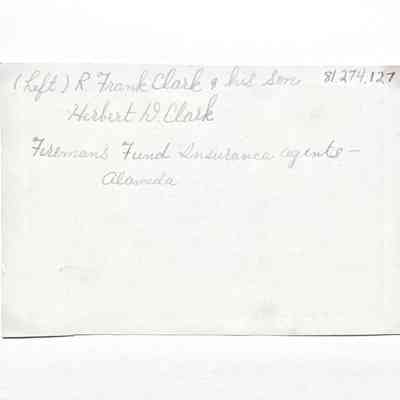 (Left) R. Frank Clark & his Son 81.274.127
Herbert D. Clark
Firemans Fund Insurance agents –
Alameda